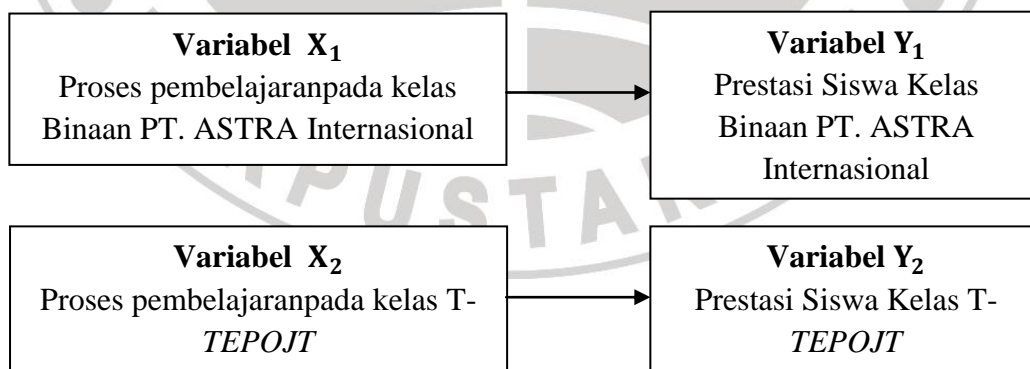 Variabel X₁
Proses pembelajaranpada kelas
Binaan PT. ASTRA Internasional
Variabel Y₁
Prestasi Siswa Kelas
Binaan PT. ASTRA
Internasional
PUSTA
Variabel X₂
Proses pembelajaranpada kelas T-
TEPOJT
Variabel Y₂
Prestasi Siswa Kelas T-
TEPOJT